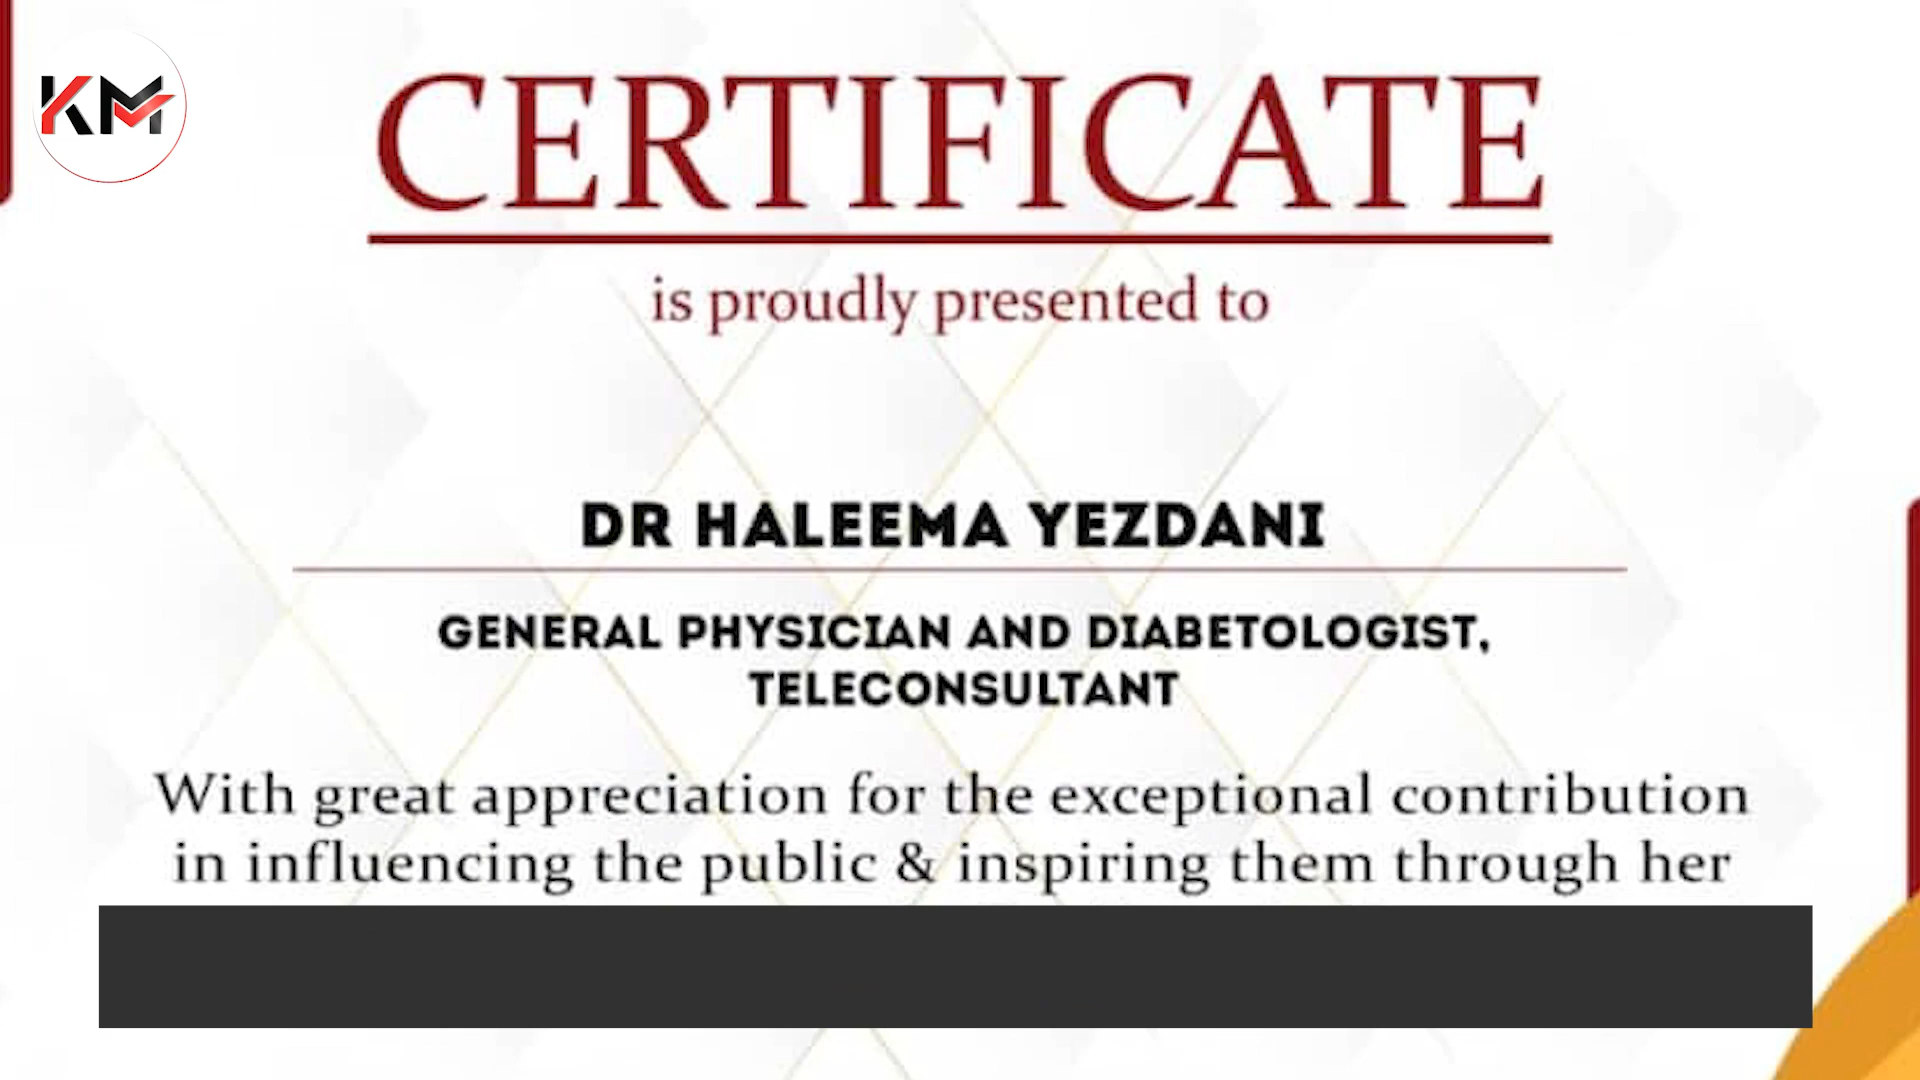 KM
CERTIFICATE
is proudly presented to
DR HALEEMA YEZDANI
GENERAL PHYSICIAN AND DIABETOLOGIST,
TELECONSULTANT
With great appreciation for the exceptional contribution
in influencing the public & inspiring them through her